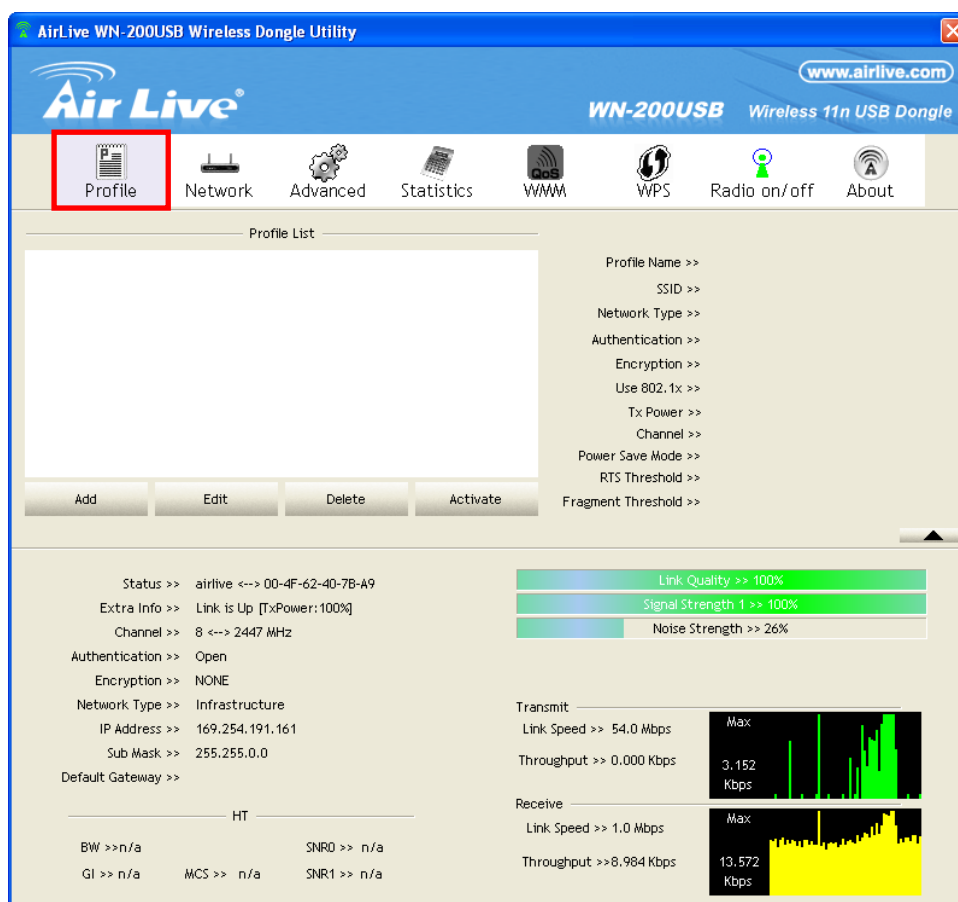 AirLive WN-200USB Wireless Dongle Utility
www.airlive.com
Air Live®
WN-200USB Wireless 11n USB Dongle
Profile Network Advanced Statistics QoS WMM WPS Radio on/off About
Profile List
Profile Name >>
SSID >>
Network Type >>
Authentication >>
Encryption >>
Use 802.1x >>
Tx Power >>
Channel >>
Power Save Mode >>
RTS Threshold >>
Fragment Threshold >>
Add Edit Delete Activate
Status >> airlive <--> 00-4F-62-40-7B-A9
Extra Info >> Link is Up [TxPower:100%]
Channel >> 8 <--> 2447 MHz
Authentication >> Open
Encryption >> NONE
Network Type >> Infrastructure
IP Address >> 169.254.191.161
Sub Mask >> 255.255.0.0
Default Gateway >>
HT
BW >>n/a SNR0 >> n/a
GI >> n/a MCS >> n/a SNR1 >> n/a
Link Quality >> 100%
Signal Strength 1 >> 100%
Noise Strength >> 26%
Transmit
Link Speed >> 54.0 Mbps
Throughput >> 0.000 Kbps
Max
3.152
Kbps
Receive
Link Speed >> 1.0 Mbps
Throughput >>8.984 Kbps
Max
13.572
Kbps